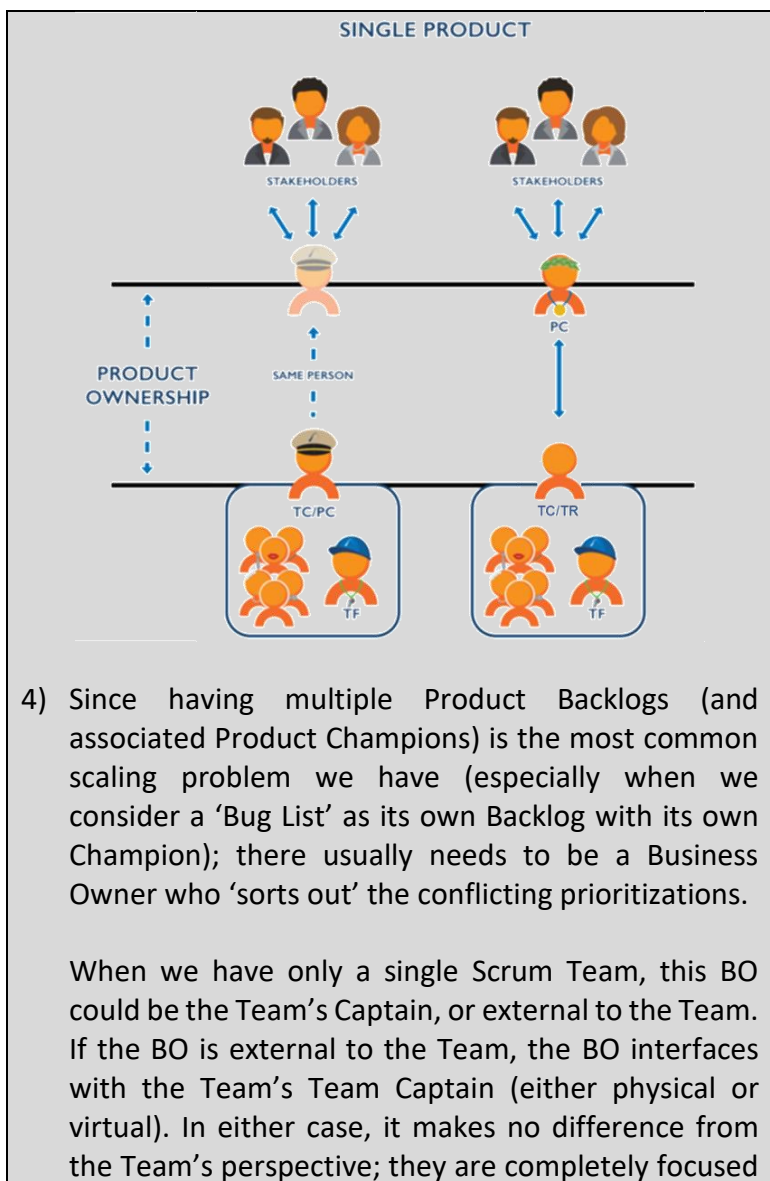 SINGLE PRODUCT
STAKEHOLDERS
STAKEHOLDERS
PC
PRODUCT
OWNERSHIP
SAME PERSON
TC/PC
TC/TR
TF
TF
4) Since having multiple Product Backlogs (and
associated Product Champions) is the most common
scaling problem we have (especially when we
consider a ‘Bug List’ as its own Backlog with its own
Champion); there usually needs to be a Business
Owner who ‘sorts out’ the conflicting prioritizations.
When we have only a single Scrum Team, this BO
could be the Team’s Captain, or external to the Team.
If the BO is external to the Team, the BO interfaces
with the Team’s Team Captain (either physical or
virtual). In either case, it makes no difference from
the Team’s perspective; they are completely focused